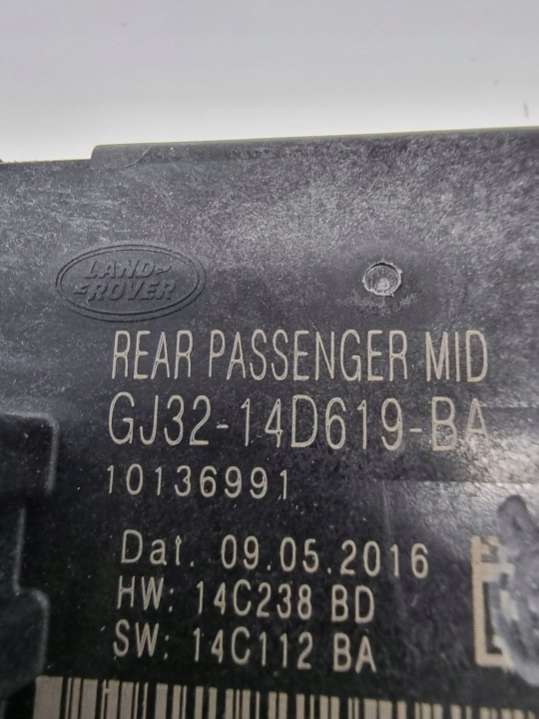 LAND-
-ROVER
REAR PASSENGER MID
GJ32-14D619-BA
10136991
Dat. 09.05.2016
HW: 14C238 BD
SW: 14C112 BA